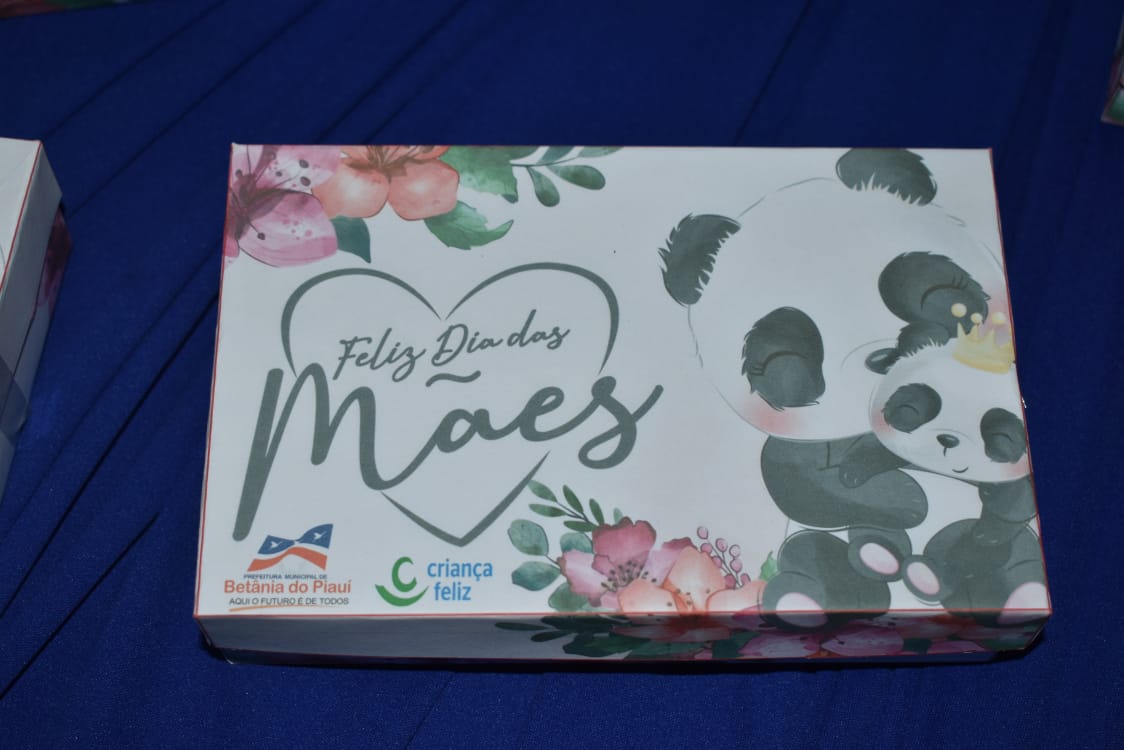 Feliz Dia das
Mães
PREFEITURA MUNICIPAL DE
Betânia do Piauí
AQUI O FUTURO É DE TODOS
criança
feliz